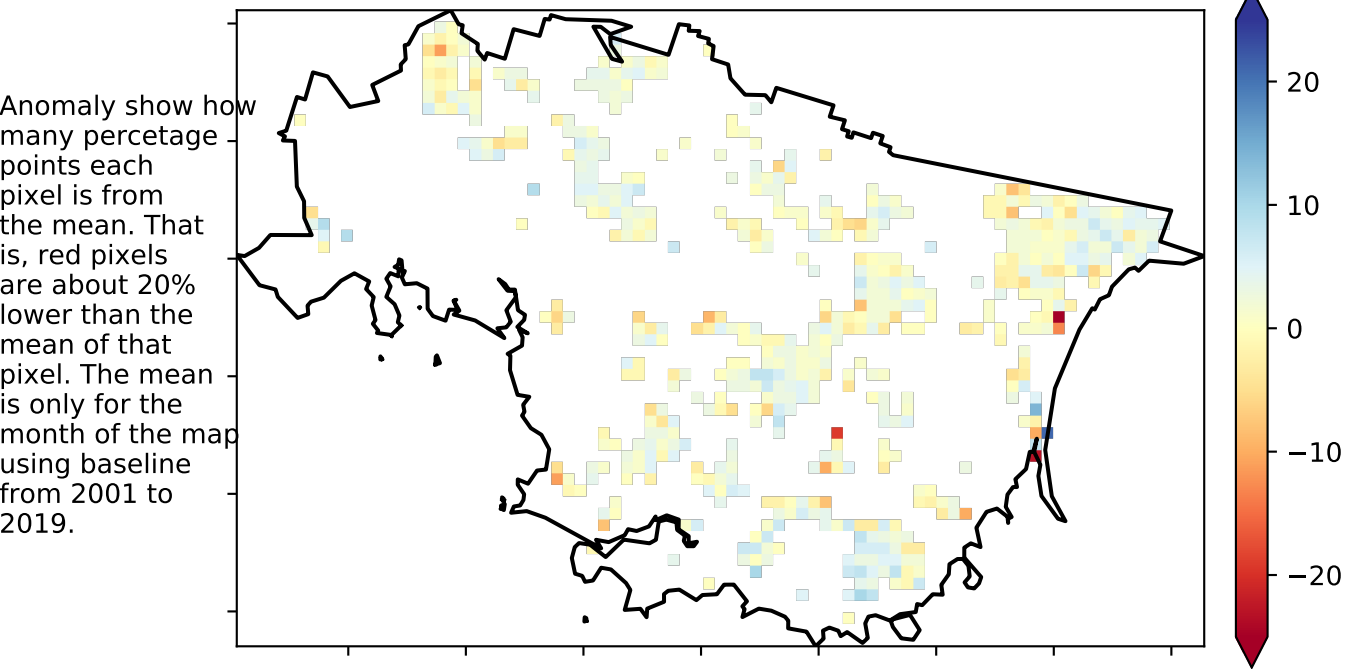 Anomaly show how
many percetage
points each
pixel is from
the mean. That
is, red pixels
are about 20%
lower than the
mean of that
pixel. The mean
is only for the
month of the map
using baseline
from 2001 to
2019.
20
10
0
−10
−20